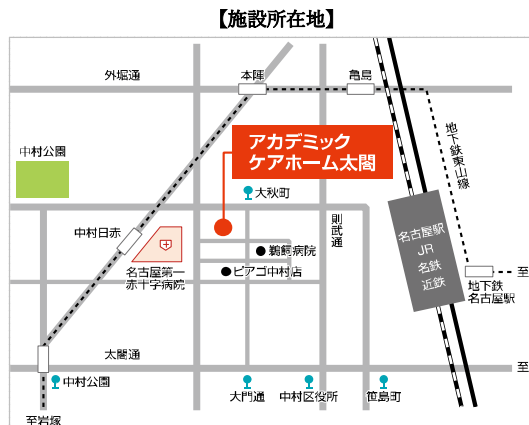 【施設所在地】
外堀通
本陣
亀島
地下鉄東山線
アカデミック
ケアホーム太閤
中村公園
大秋町
則武通
中村日赤
名古屋第一
赤十字病院
鵜飼病院
ピアゴ中村店
名古屋駅
JR
名鉄
近鉄
至
地下鉄
名古屋駅
太閤通
至
中村公園
大門通
中村区役所
笹島町
至岩塚